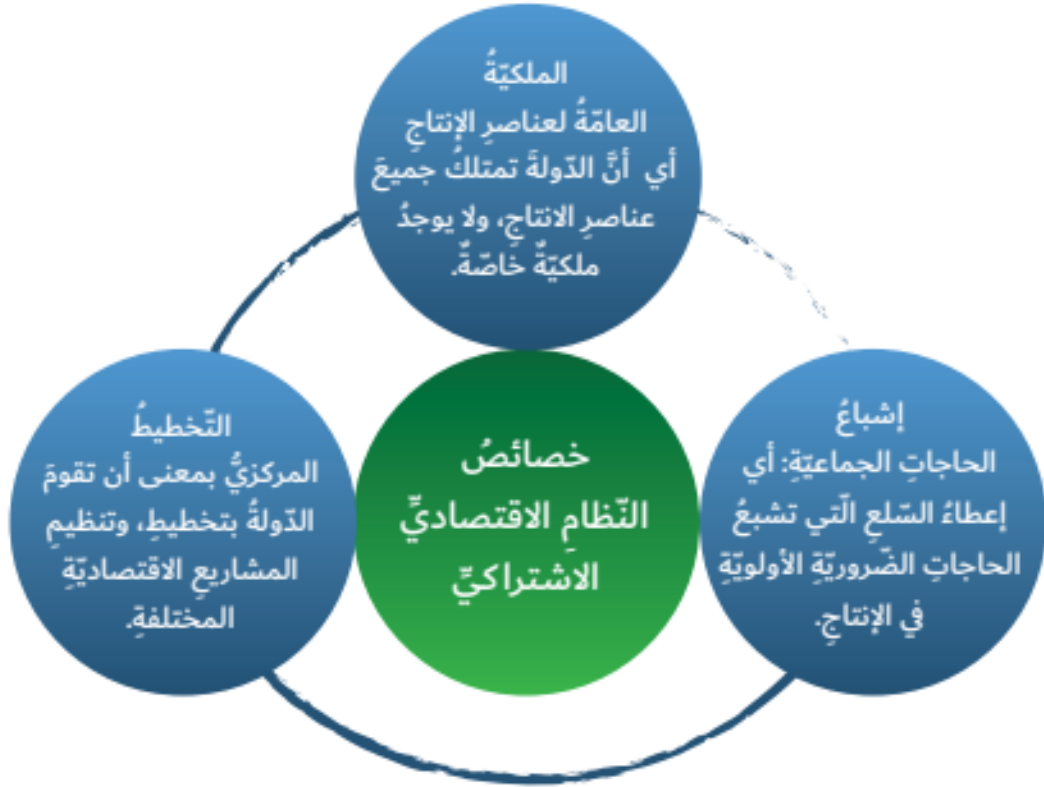 الملكيّةُ
العامّةُ لعناصرِ الإنتاجِ
أي أنَّ الدّولةَ تمتلكُ جميعَ
عناصرِ الانتاجِ، ولا يوجدُ
ملكيّةٌ خاصّةٌ.
إشباعُ
الحاجاتِ الجماعيّةِ: أي
إعطاءُ السّلعِ الّتي تشبعُ
الحاجاتِ الضّروريّةِ الأولويّةِ
في الإنتاجِ.
خصائصُ
النّظامِ الاقتصاديِّ
الاشتراكيِّ
التّخطيطُ
المركزيُّ بمعنى أن تقومَ
الدّولةُ بتخطيطِ، وتنظيمِ
المشاريعِ الاقتصاديّةِ
المختلفةِ.